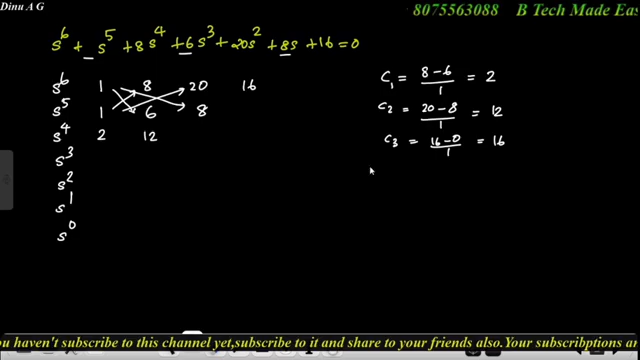 Dinu A G
8075563088 B Tech Made Eas
s⁶ + s⁵ + 8s⁴ + 6s³ + 20s² + 8s + 16 = 0
s⁶ 1 8 20 16
s⁵ 1 6 8
s⁴ 2 12
s³
s²
s¹
s⁰
C₁ = (8 - 6)/1 = 2
C₂ = (20 - 8)/1 = 12
C₃ = (16 - 0)/1 = 16
ou haven't subscribe to this channel yet,subscribe to it and share to your friends also.Your subscribptions an